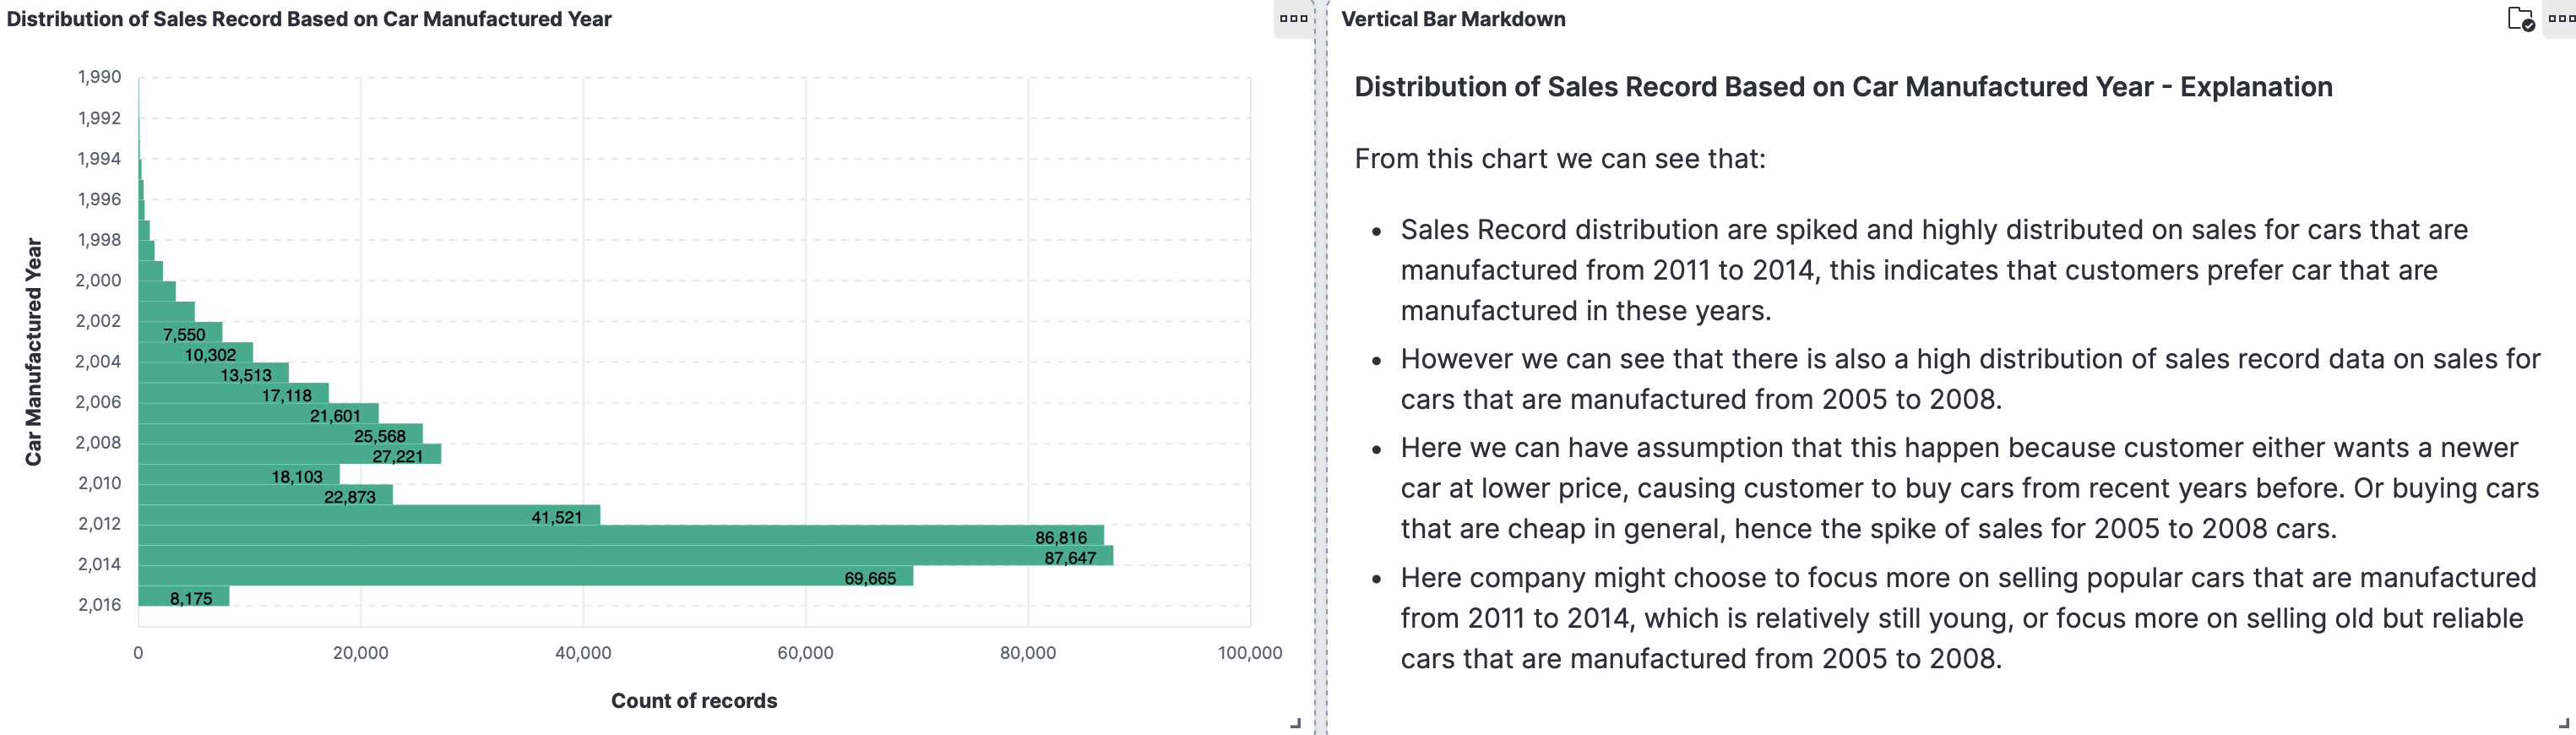 Distribution of Sales Record Based on Car Manufactured Year
Car Manufactured Year
1,990
1,992
1,994
1,996
1,998
2,000
2,002
2,004
2,006
2,008
2,010
2,012
2,014
2,016
7,550
10,302
13,513
17,118
21,601
25,568
27,221
18,103
22,873
41,521
86,816
87,647
69,665
8,175
0
20,000
40,000
60,000
80,000
100,000
Count of records
Vertical Bar Markdown
Distribution of Sales Record Based on Car Manufactured Year - Explanation
From this chart we can see that:
• Sales Record distribution are spiked and highly distributed on sales for cars that are
manufactured from 2011 to 2014, this indicates that customers prefer car that are
manufactured in these years.
• However we can see that there is also a high distribution of sales record data on sales for
cars that are manufactured from 2005 to 2008.
• Here we can have assumption that this happen because customer either wants a newer
car at lower price, causing customer to buy cars from recent years before. Or buying cars
that are cheap in general, hence the spike of sales for 2005 to 2008 cars.
• Here company might choose to focus more on selling popular cars that are manufactured
from 2011 to 2014, which is relatively still young, or focus more on selling old but reliable
cars that are manufactured from 2005 to 2008.